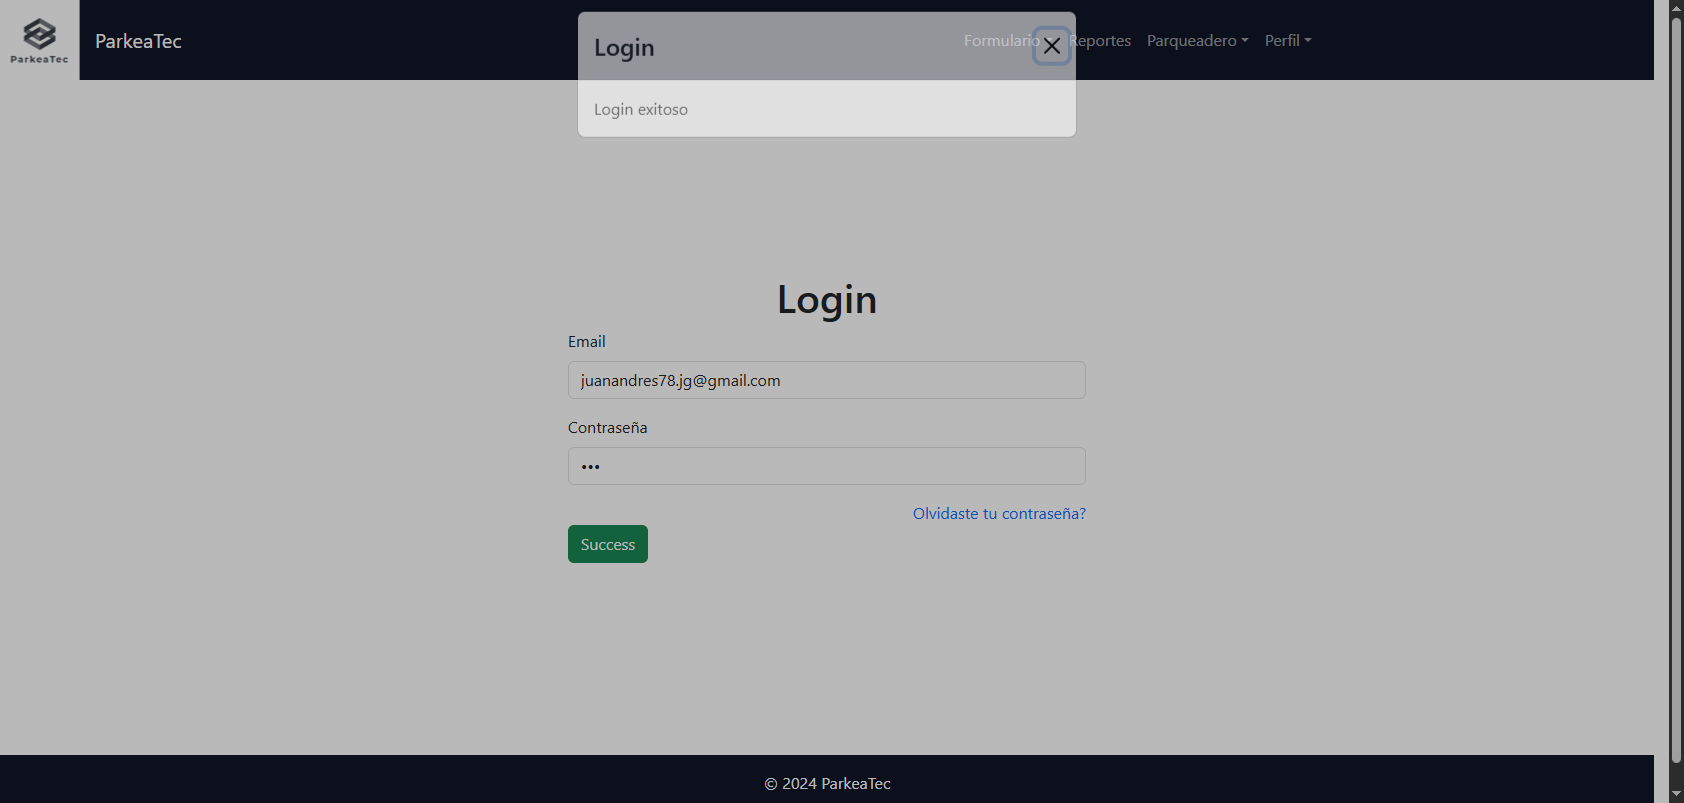 ParkeaTec
ParkeaTec
Formulario Reportes Parqueadero Perfil
Login
Login exitoso
Login
Email
juanandres78.jg@gmail.com
Contraseña
•••
Olvidaste tu contraseña?
Success
© 2024 ParkeaTec